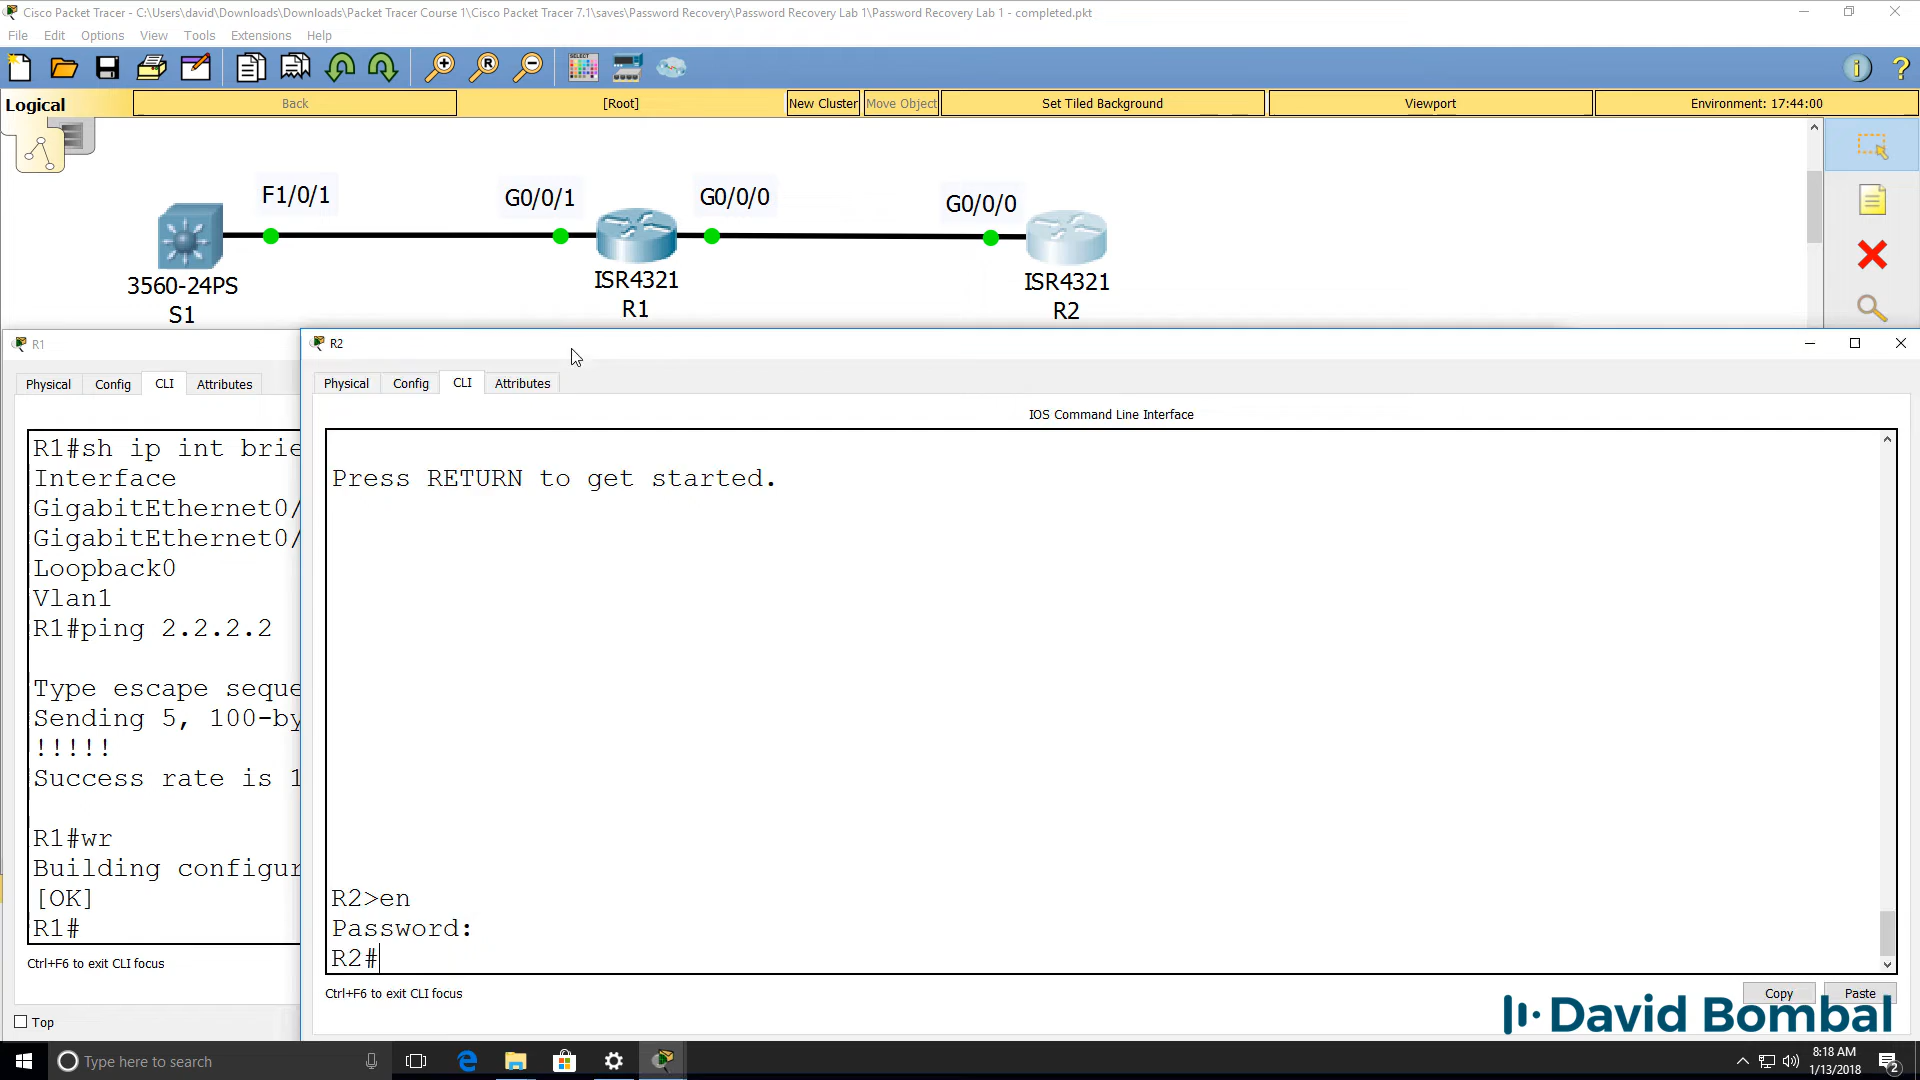 Cisco Packet Tracer - C:\Users\david\Downloads\Downloads\Packet Tracer Course 1\Cisco Packet Tracer 7.1\saves\Password Recovery\Password Recovery Lab 1\Password Recovery Lab 1 - completed.pkt
File Edit Options View Tools Extensions Help
Logical Back [Root] New Cluster Move Object Set Tiled Background Viewport Environment: 17:44:00
F1/0/1 G0/0/1 G0/0/0 G0/0/0
3560-24PS
S1
ISR4321
R1
ISR4321
R2
R1
Physical Config CLI Attributes
R1#sh ip int brie
Interface
GigabitEthernet0/
GigabitEthernet0/
Loopback0
Vlan1
R1#ping 2.2.2.2
Type escape seque
Sending 5, 100-by
!!!!!
Success rate is 1
R1#wr
Building configur
[OK]
R1#
Ctrl+F6 to exit CLI focus
Top
R2
Physical Config CLI Attributes
IOS Command Line Interface
Press RETURN to get started.
R2>en
Password:
R2#
Ctrl+F6 to exit CLI focus
Copy Paste
David Bombal
Type here to search
8:18 AM
1/13/2018
2